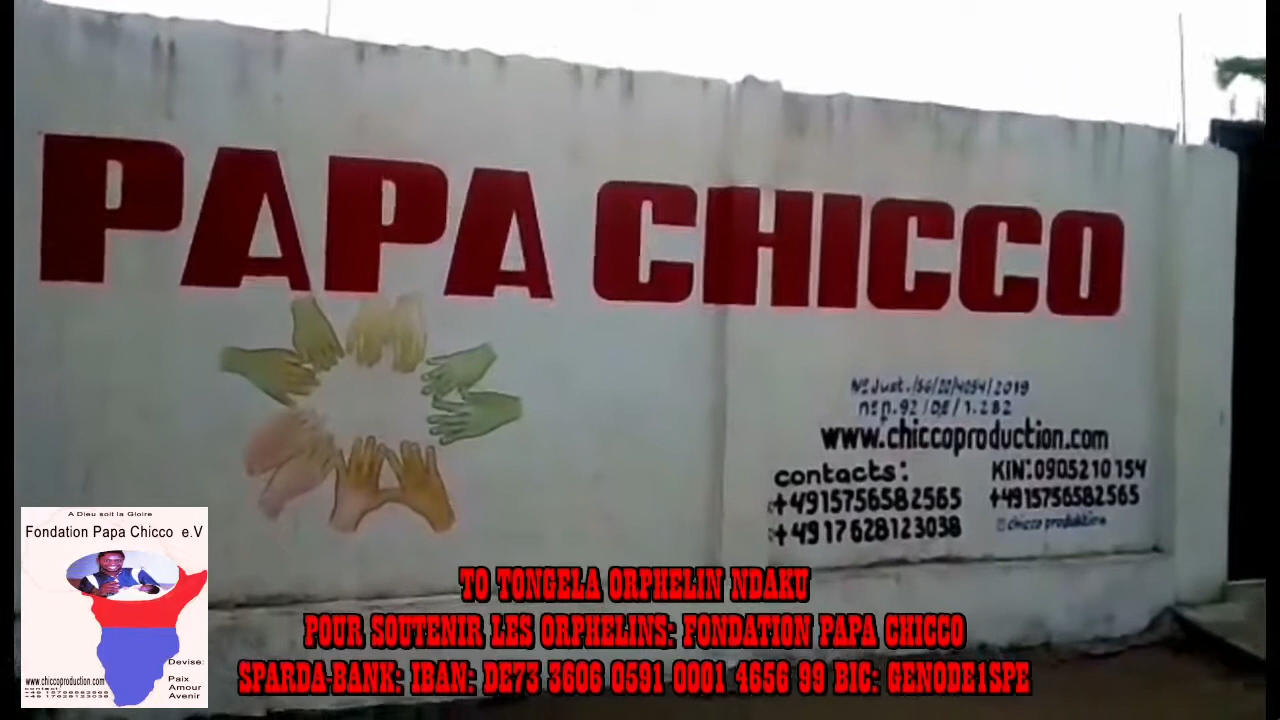 PAPA CHICCO
www.chiccoproduction.com
contacts:
+4915756582565
+4917628123038
KIN: 0905210154
+4915756582565
chicco produktion
A Dieu soit la Gloire
Fondation Papa Chicco e.V
Devise:
Paix
Amour
Avenir
www.chiccoproduction.com
TO TONGELA ORPHELIN NDAKU
POUR SOUTENIR LES ORPHELINS: FONDATION PAPA CHICCO
SPARDA-BANK: IBAN: DE73 3606 0591 0001 4656 99 BIC: GENODE1SPE